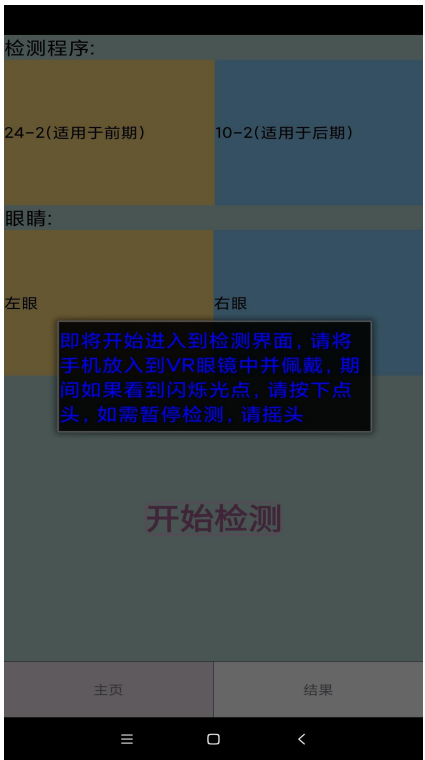 检测程序:
24-2(适用于前期)
10-2(适用于后期)
眼睛:
左眼
右眼
即将开始进入到检测界面, 请将
手机放入到VR眼镜中并佩戴, 期
间如果看到闪烁光点, 请按下点
头, 如需暂停检测, 请摇头
开始检测
主页
结果